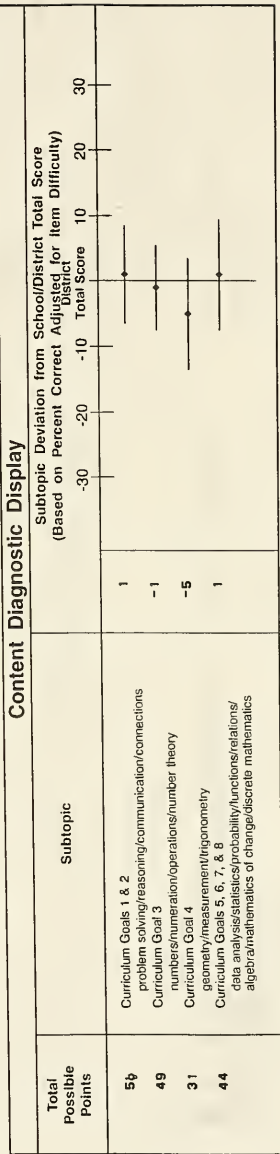 Content Diagnostic Display
Total
Possible
Points
Subtopic
Subtopic Deviation from School/District Total Score
(Based on Percent Correct Adjusted for Item Difficulty)
District
Total Score
-30 -20 -10 10 20 30
Curriculum Goals 1 & 2
problem solving/reasoning/communication/connections
1
49 Curriculum Goal 3 -1
numbers/numeration/operations/number theory
31 Curriculum Goal 4 -5
geometry/measurement/trigonometry
44 Curriculum Goals 5, 6, 7, & 8 1
data analysis/statistics/probability/functions/relations/
algebra/mathematics of change/discrete mathematics